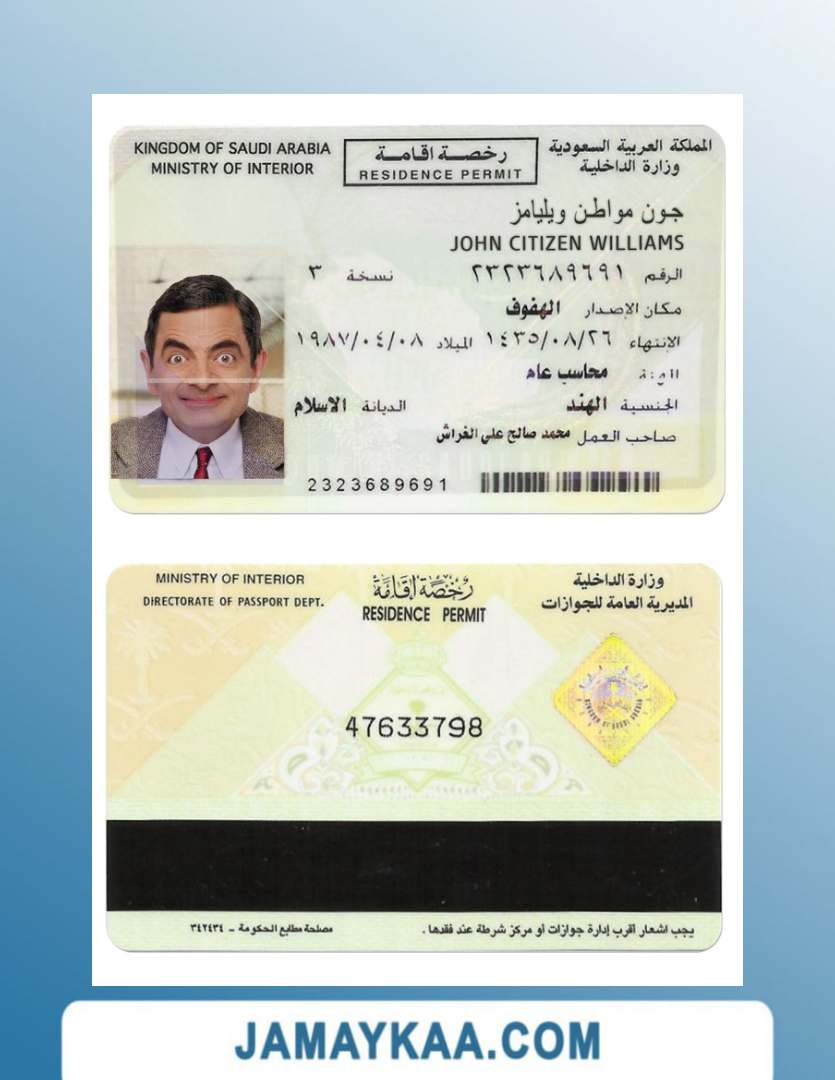 KINGDOM OF SAUDI ARABIA
MINISTRY OF INTERIOR
رخصة اقامة
RESIDENCE PERMIT
المملكة العربية السعودية
وزارة الداخلية
جون مواطن ويليامز
JOHN CITIZEN WILLIAMS
الرقم ٢٣٢٣٦٨٩٦٩١ نسخة ٣
مكان الإصدار الهفوف
الإنتهاء ١٤٣٥/٠٨/٢٦ الميلاد ١٩٨٧/٠٤/٠٨
المهنة محاسب عام
الجنسية الهند الديانة الاسلام
صاحب العمل محمد صالح علي الغراش
2323689691
MINISTRY OF INTERIOR
DIRECTORATE OF PASSPORT DEPT.
رخصة إقامة
RESIDENCE PERMIT
وزارة الداخلية
المديرية العامة للجوازات
47633798
يجب اشعار أقرب إدارة جوازات أو مركز شرطة عند فقدها .
مصلحة مطابع الحكومة - ٣٤٢٤٣٤
JAMAYKAA.COM